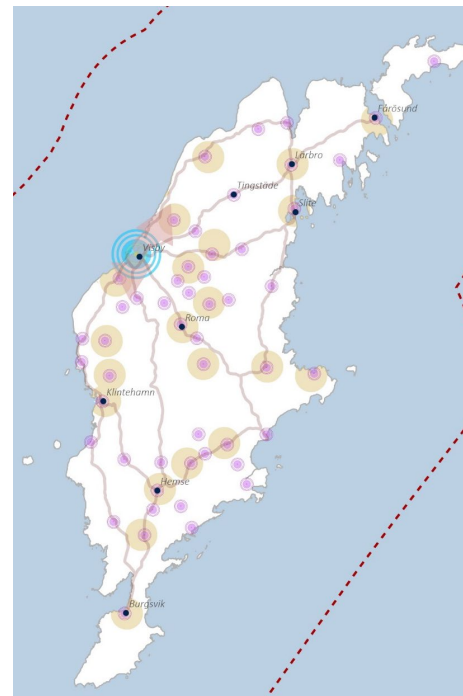 Fårösund
Lärbro
Tingstäde
Slite
Visby
Roma
Klintehamn
Hemse
Burgsvik